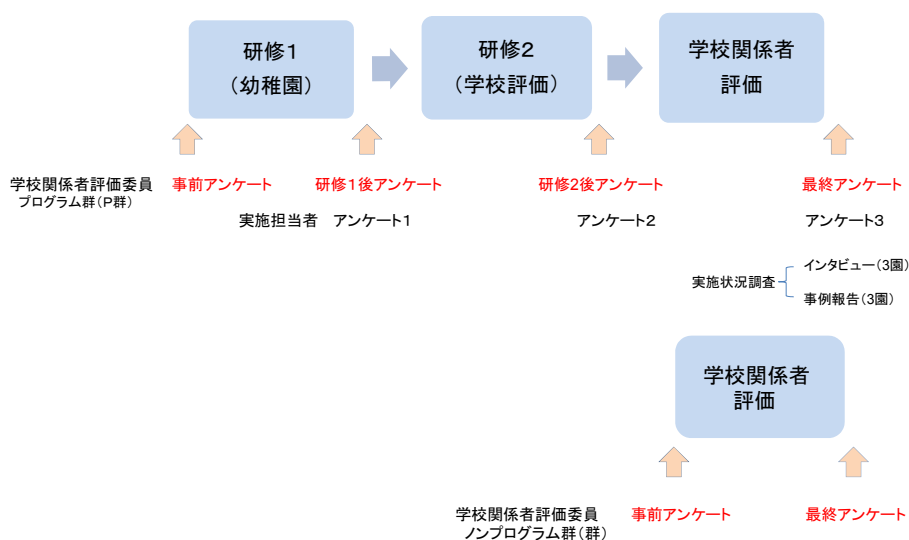 研修1
(幼稚園)
研修2
(学校評価)
学校関係者
評価
学校関係者評価委員
プログラム群(P群)
事前アンケート
研修1後アンケート
研修2後アンケート
最終アンケート
実施担当者 アンケート1
アンケート2
アンケート3
実施状況調査
インタビュー(3園)
事例報告(3園)
学校関係者
評価
学校関係者評価委員
ノンプログラム群(群)
事前アンケート
最終アンケート